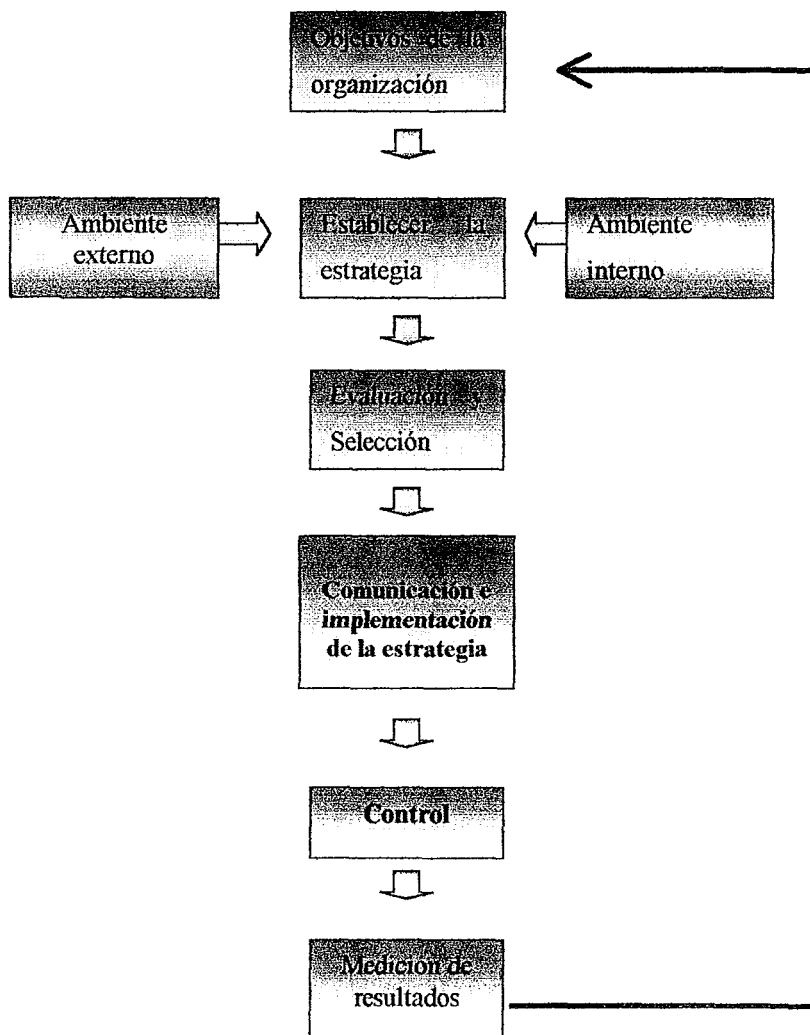 Objetivos de la
organización
Ambiente
externo
Establecer la
estrategia
Ambiente
interno
Evaluación y
Selección
Comunicación e
implementación
de la estrategia
Control
Medición de
resultados